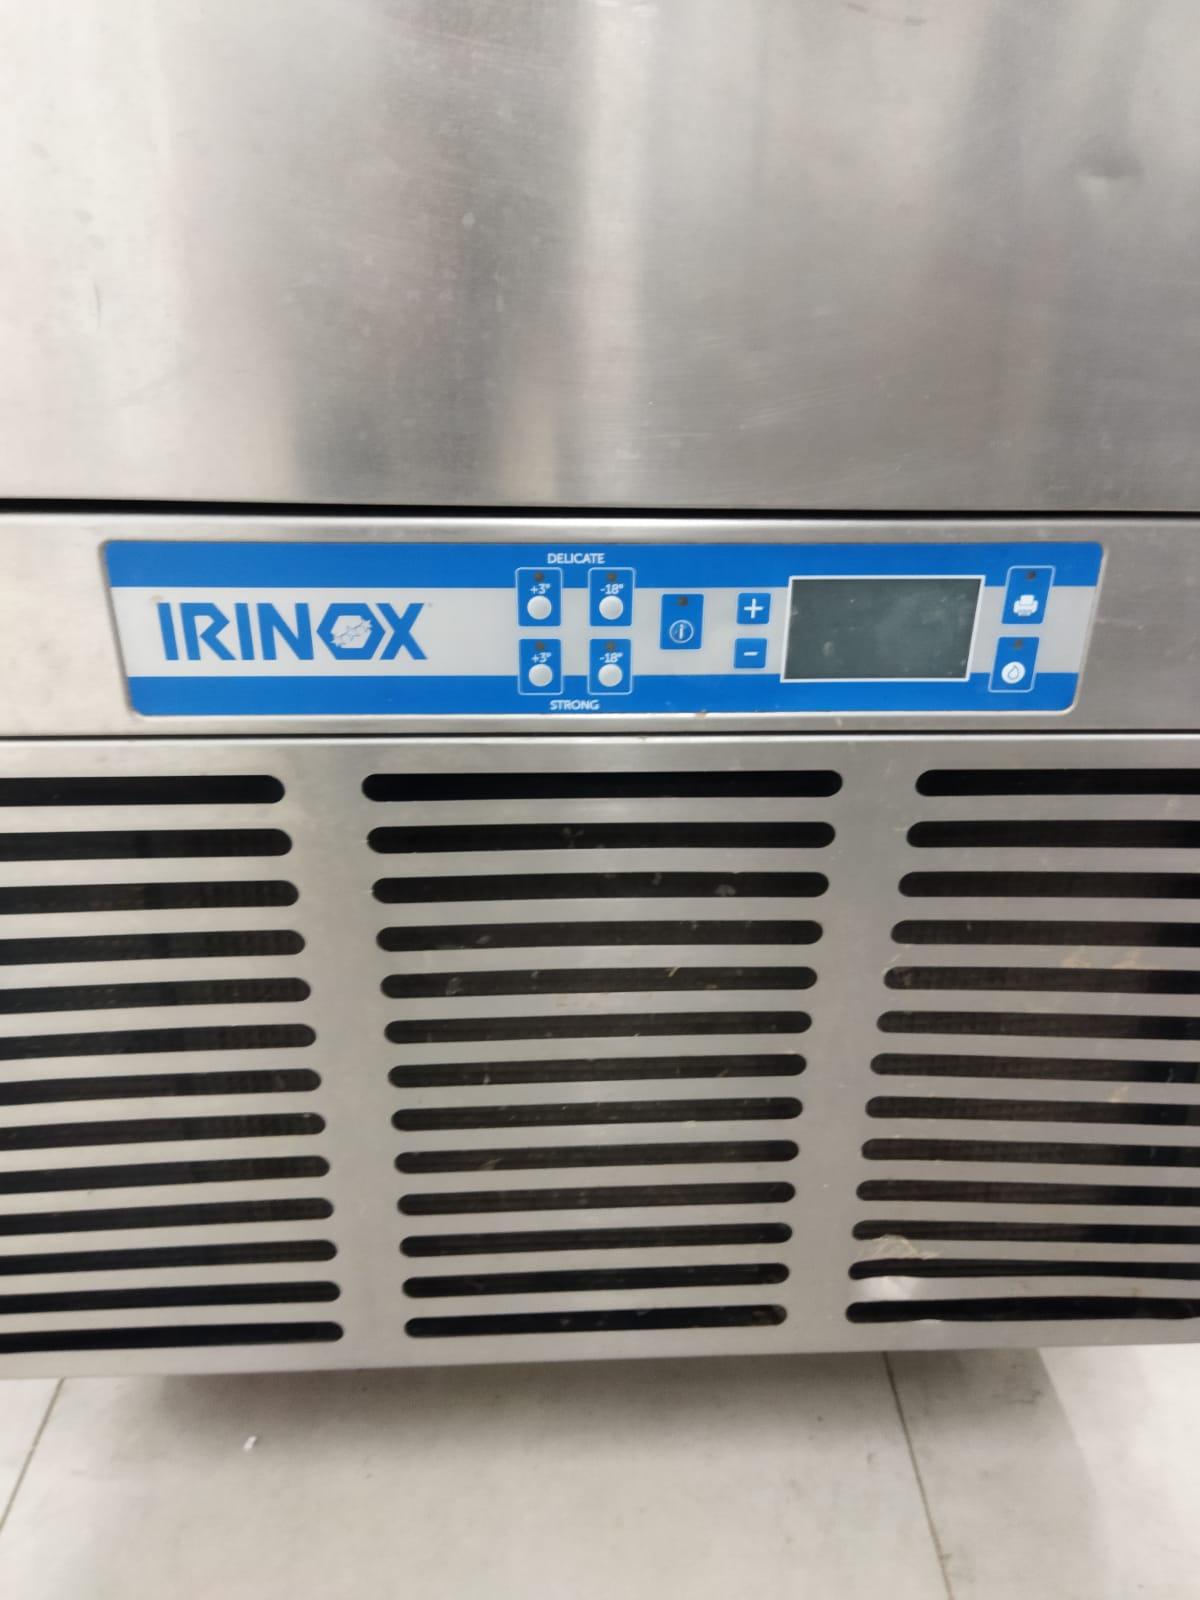 DELICATE
+3° -18°
IRINOX
+
-
+3° -18°
STRONG